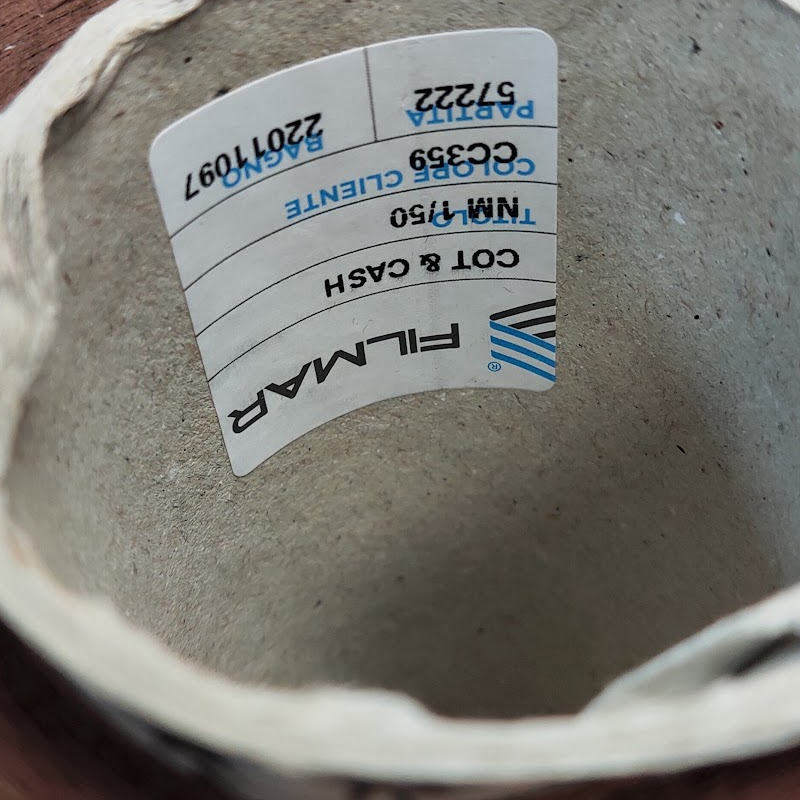 FILMAR®
COT & CASH
TITOLO NM 1/50
COLORE CLIENTE CC359
PARTITA 57222
BAGNO 22011097